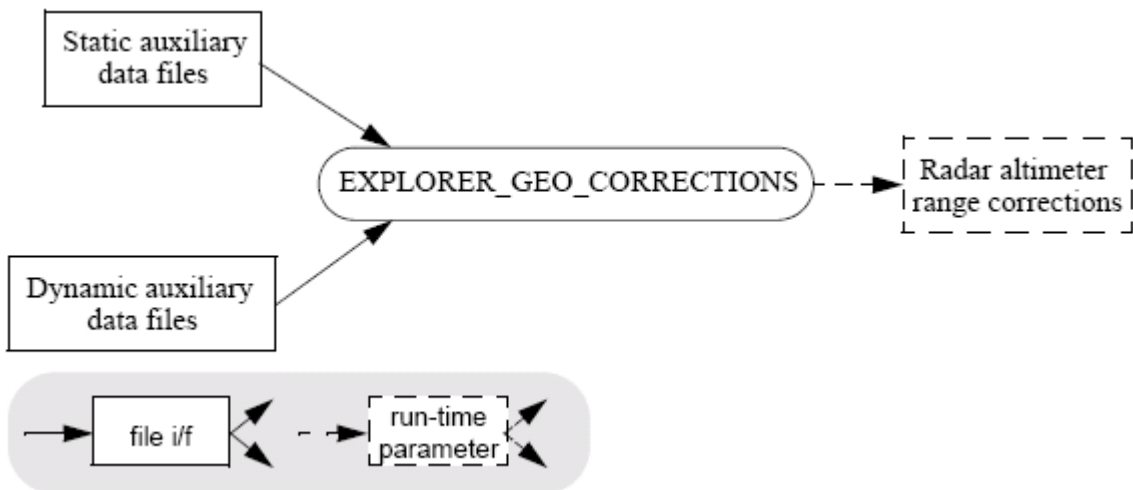 Static auxiliary
data files
EXPLORER_GEO_CORRECTIONS
Radar altimeter
range corrections
Dynamic auxiliary
data files
file i/f
run-time
parameter